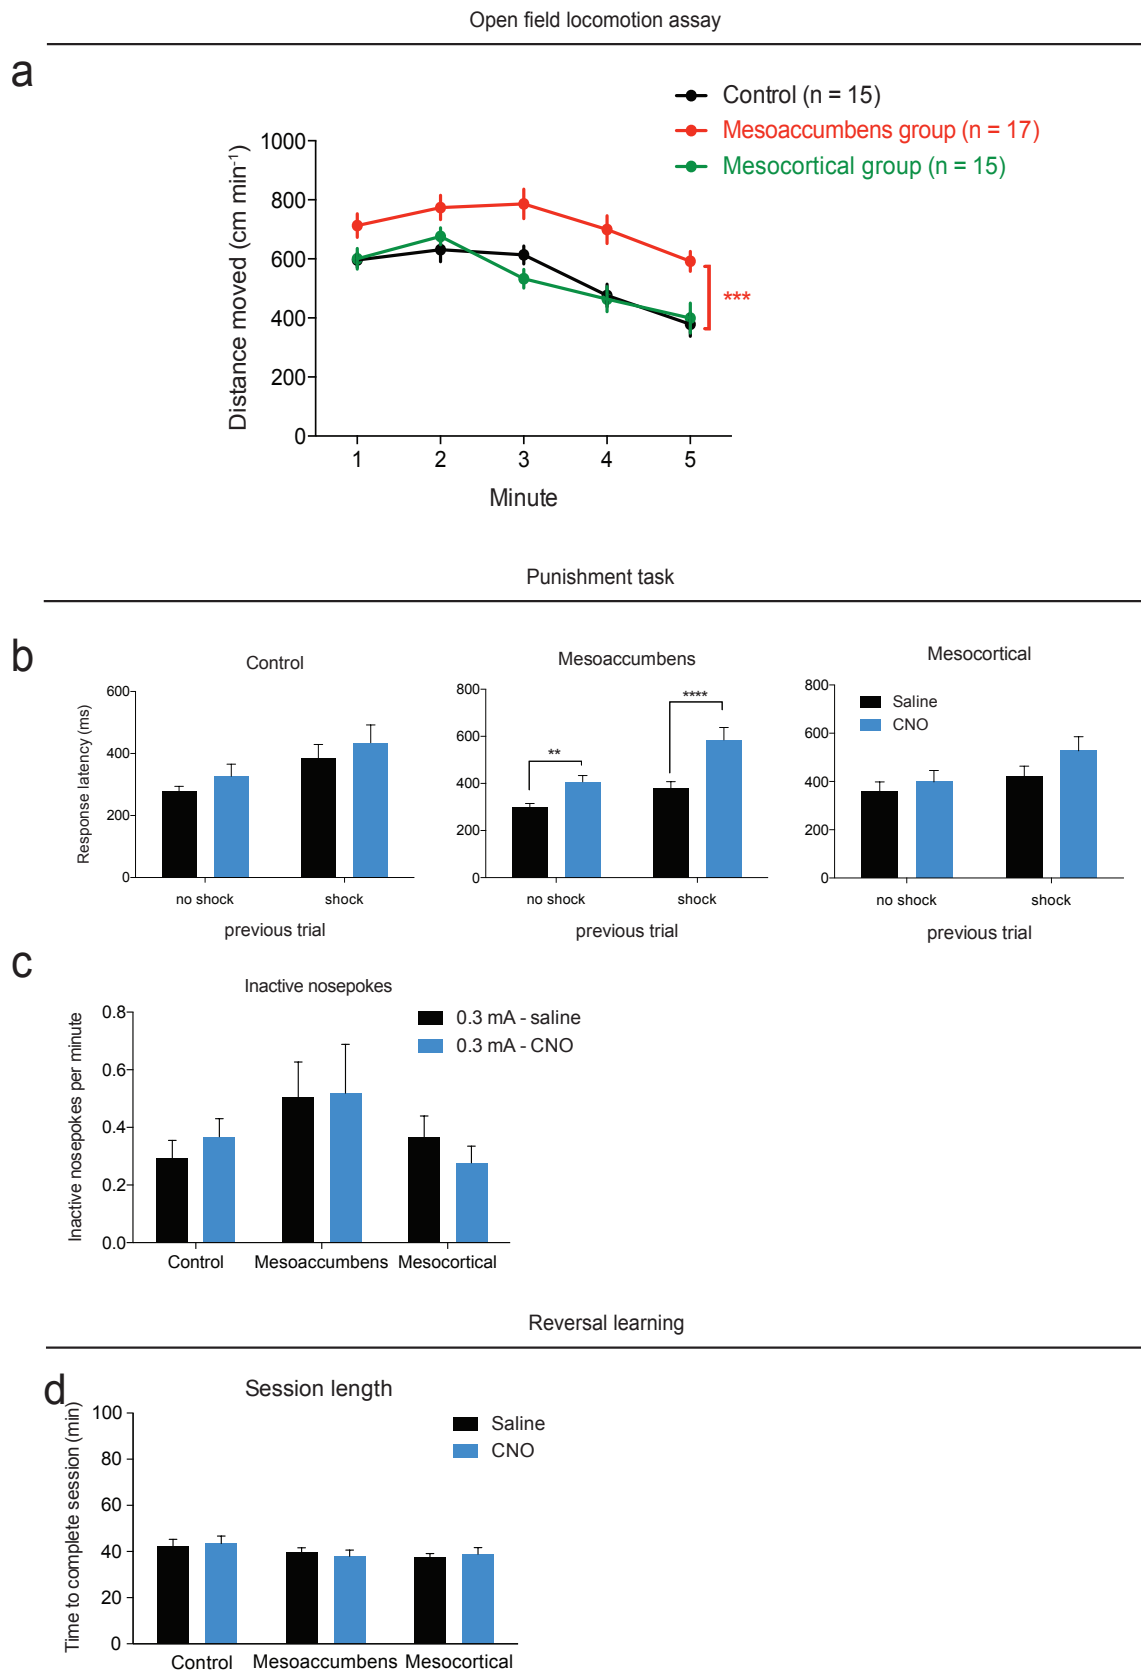 Open field locomotion assay
a
Control (n = 15)
Mesoaccumbens group (n = 17)
Mesocortical group (n = 15)
Distance moved (cm min⁻¹)
1000
800
600
400
200
0
***
1 2 3 4 5
Minute
Punishment task
b
Control
Response latency (ms)
600
400
200
0
no shock shock
previous trial
Mesoaccumbens
800
600
400
200
0
**
****
no shock shock
previous trial
Mesocortical
800
600
400
200
0
Saline
CNO
no shock shock
previous trial
c
Inactive nosepokes
0.3 mA - saline
0.3 mA - CNO
Inactive nosepokes per minute
0.8
0.6
0.4
0.2
0.0
Control Mesoaccumbens Mesocortical
Reversal learning
d
Session length
Saline
CNO
Time to complete session (min)
100
80
60
40
20
0
Control Mesoaccumbens Mesocortical